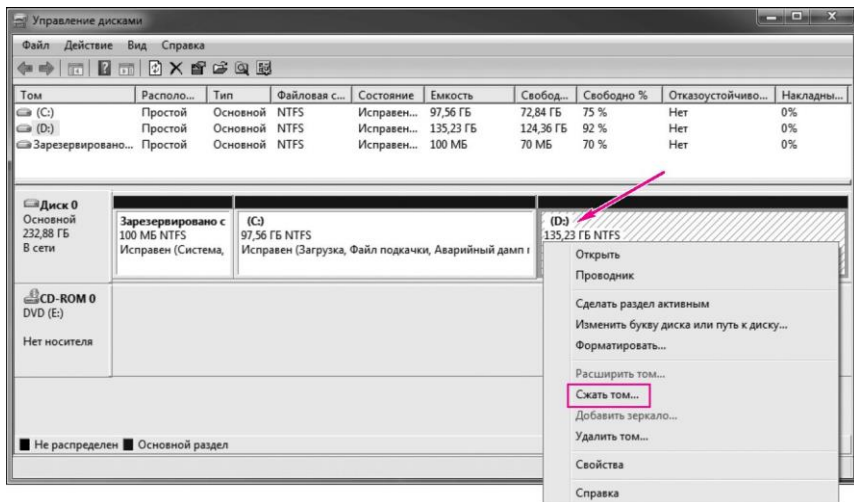 Управление дисками
Файл Действие Вид Справка
Том Располо... Тип Файловая с... Состояние Емкость Свобод... Свободно % Отказоустойчиво... Накладны...
(C:) Простой Основной NTFS Исправен... 97,56 ГБ 72,84 ГБ 75 % Нет 0%
(D:) Простой Основной NTFS Исправен... 135,23 ГБ 124,36 ГБ 92 % Нет 0%
Зарезервировано... Простой Основной NTFS Исправен... 100 МБ 70 МБ 70 % Нет 0%
Диск 0
Основной
232,88 ГБ
В сети
Зарезервировано с
100 МБ NTFS
Исправен (Система,
(C:)
97,56 ГБ NTFS
Исправен (Загрузка, Файл подкачки, Аварийный дамп п
(D:)
135,23 ГБ NTFS
Открыть
Проводник
Сделать раздел активным
Изменить букву диска или путь к диску...
Форматировать...
Расширить том...
Сжать том...
Добавить зеркало...
Удалить том...
Свойства
Справка
CD-ROM 0
DVD (E:)
Нет носителя
Не распределен Основной раздел